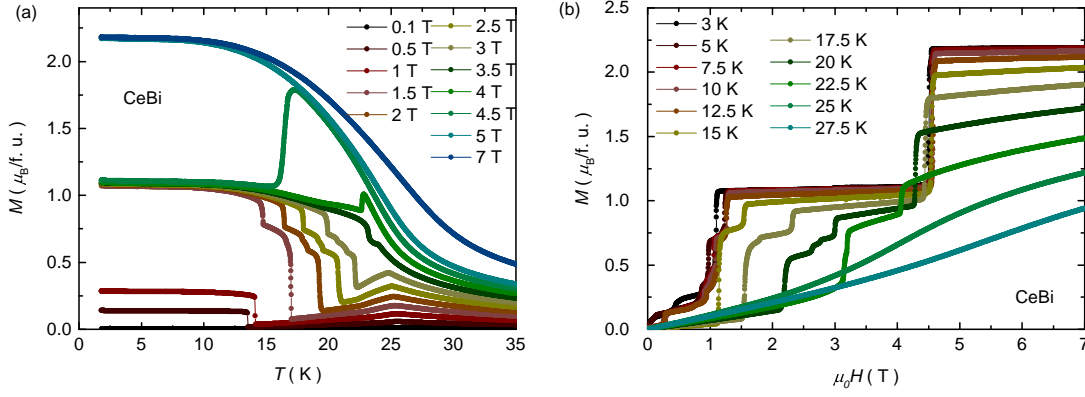 (a)
CeBi
0.1 T
0.5 T
1 T
1.5 T
2 T
2.5 T
3 T
3.5 T
4 T
4.5 T
5 T
7 T
M ( μB/f. u. )
2.0
1.5
1.0
0.5
0.0
0 5 10 15 20 25 30 35
T ( K )
(b)
3 K
5 K
7.5 K
10 K
12.5 K
15 K
17.5 K
20 K
22.5 K
25 K
27.5 K
CeBi
M ( μB/f. u. )
2.5
2.0
1.5
1.0
0.5
0.0
0 1 2 3 4 5 6 7
μ0H ( T )